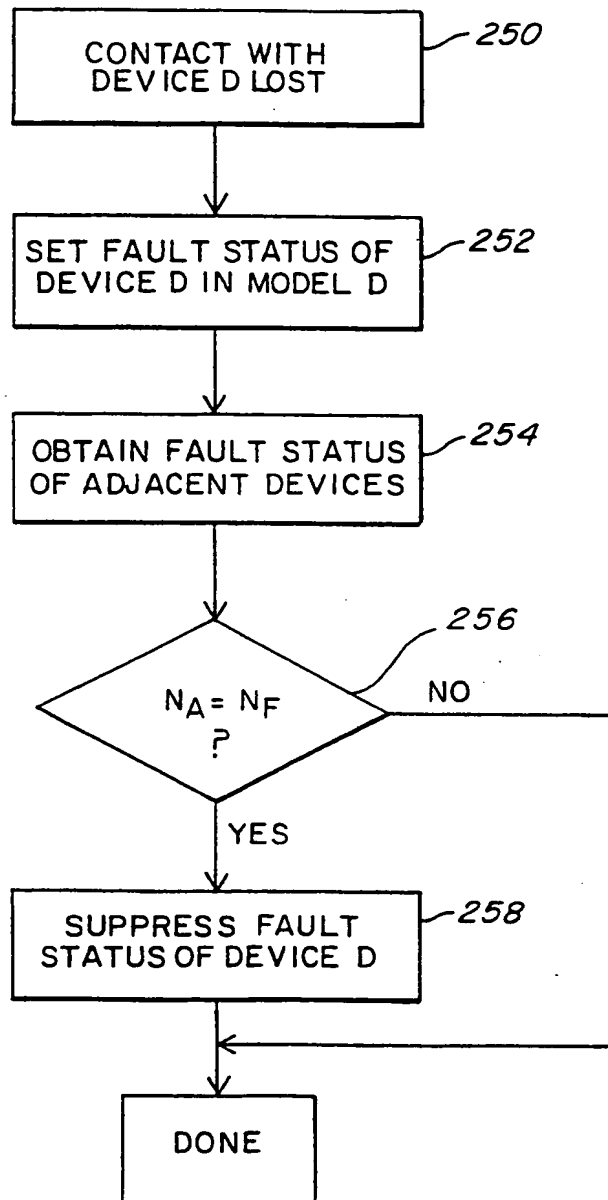 CONTACT WITH
DEVICE D LOST
250
SET FAULT STATUS OF
DEVICE D IN MODEL D
252
OBTAIN FAULT STATUS
OF ADJACENT DEVICES
254
256
NA = NF
?
NO
YES
SUPPRESS FAULT
STATUS OF DEVICE D
258
DONE